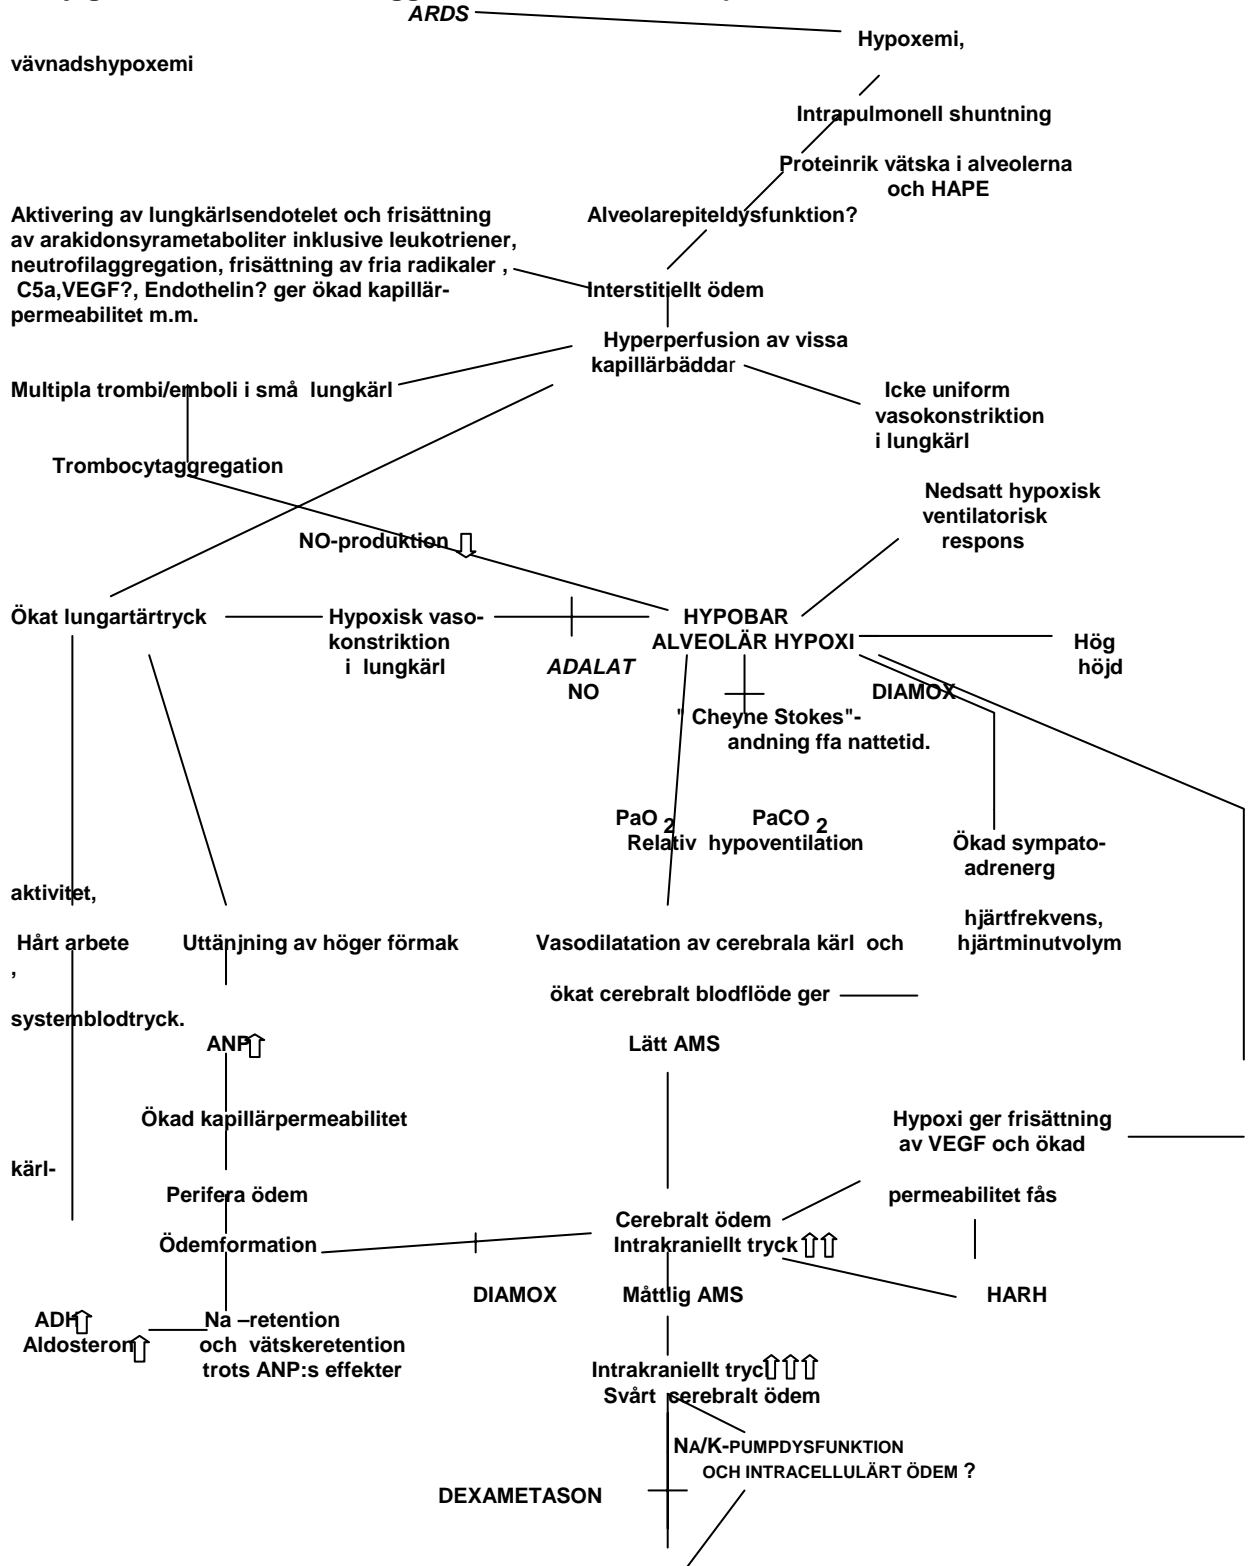 ARDS
Hypoxemi,
vävnadshypoxemi
Intrapulmonell shuntning
Proteinrik vätska i alveolerna
och HAPE
Aktivering av lungkärlsendotelet och frisättning
av arakidonsyrametaboliter inklusive leukotriener,
neutrofilaggregation, frisättning av fria radikaler ,
C5a,VEGF?, Endothelin? ger ökad kapillär-
permeabilitet m.m.
Alveolarepiteldysfunktion?
Interstitiellt ödem
Hyperperfusion av vissa
kapillärbäddar
Multipla trombi/emboli i små lungkärl
Icke uniform
vasokonstriktion
i lungkärl
Trombocytaggregation
Nedsatt hypoxisk
ventilatorisk
respons
NO-produktion ⇩
Ökat lungartärtryck
Hypoxisk vaso-
konstriktion
i lungkärl
HYPOBAR
ALVEOLÄR HYPOXI
Hög
höjd
ADALAT
NO
DIAMOX
" Cheyne Stokes"-
andning ffa nattetid.
PaO 2
PaCO 2
Relativ hypoventilation
Ökad sympato-
adrenerg
aktivitet,
hjärtfrekvens,
hjärtminutvolym
Hårt arbete
,
Uttänjning av höger förmak
Vasodilatation av cerebrala kärl och
ökat cerebralt blodflöde ger
systemblodtryck.
ANP⇧
Lätt AMS
Ökad kapillärpermeabilitet
Hypoxi ger frisättning
av VEGF och ökad
kärl-
permeabilitet fås
Perifera ödem
Cerebralt ödem
Intrakraniellt tryck⇧⇧
Ödemformation
DIAMOX
Måttlig AMS
HARH
ADH⇧
Aldosteron⇧
Na –retention
och vätskeretention
trots ANP:s effekter
Intrakraniellt tryck⇧⇧⇧
Svårt cerebralt ödem
NA/K-PUMPDYSFUNKTION
OCH INTRACELLULÄRT ÖDEM ?
DEXAMETASON